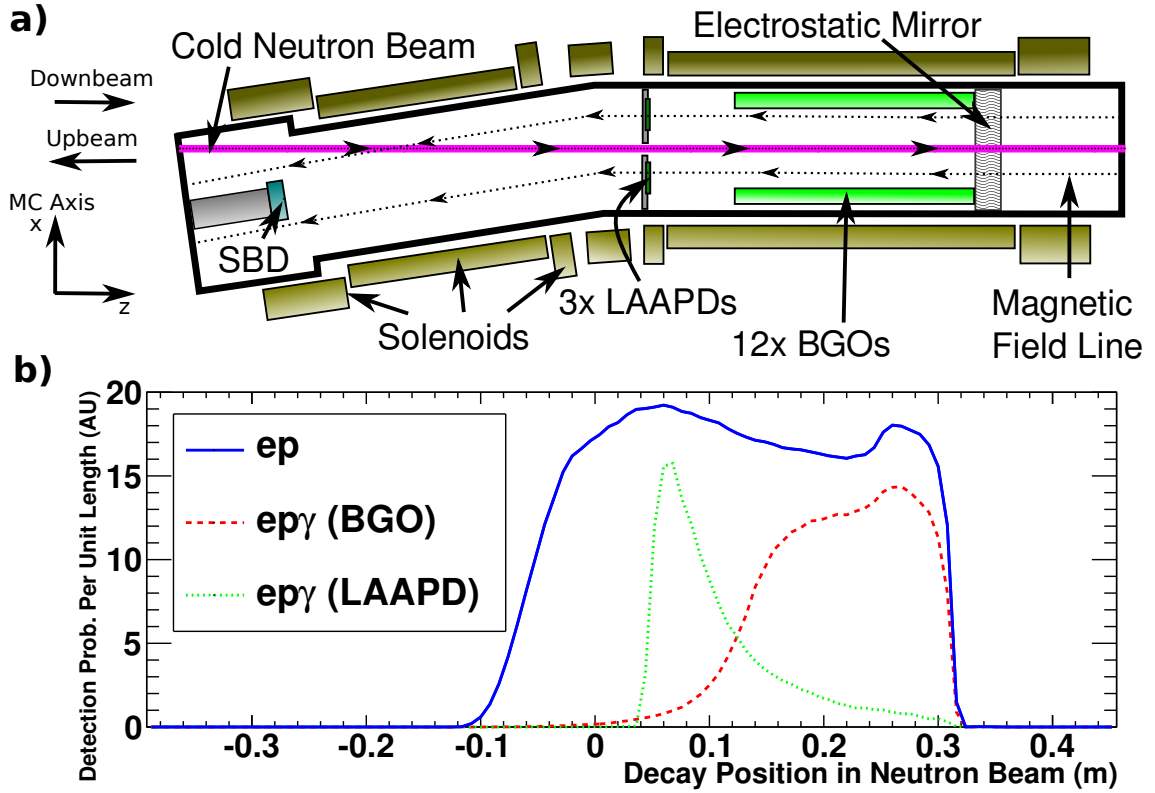 a)
Cold Neutron Beam
Electrostatic Mirror
Downbeam
Upbeam
MC Axis
x
z
SBD
Solenoids
3x LAAPDs
12x BGOs
Magnetic
Field Line
b)
Detection Prob. Per Unit Length (AU)
20
15
10
5
0
ep
epγ (BGO)
epγ (LAAPD)
-0.3
-0.2
-0.1
0
0.1
0.2
0.3
0.4
Decay Position in Neutron Beam (m)